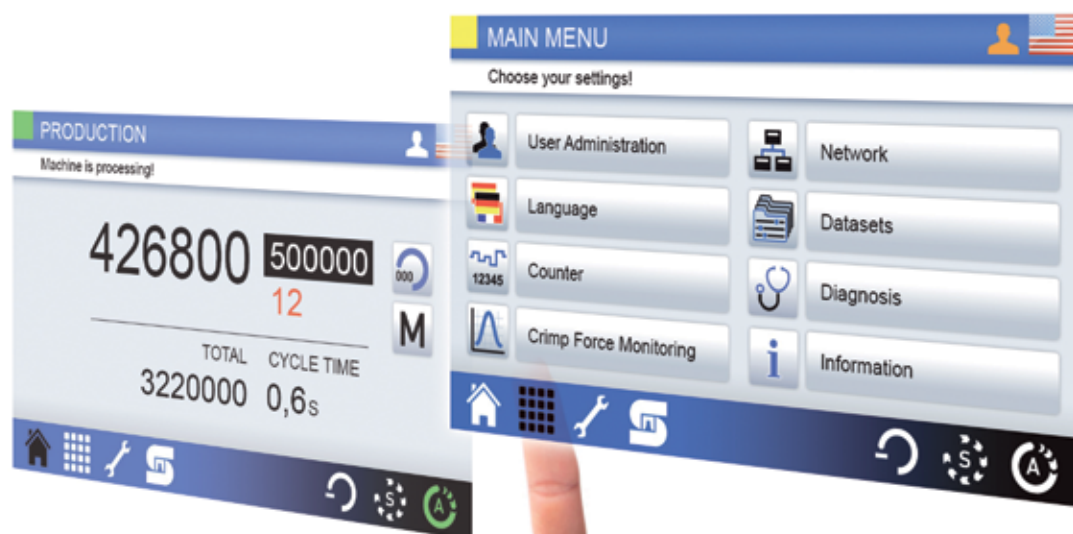 PRODUCTION
Machine is processing!
426800 500000
12
000
M
TOTAL CYCLE TIME
3220000 0,6s
S
A
MAIN MENU
Choose your settings!
User Administration
Network
Language
Datasets
12345
Counter
Diagnosis
Crimp Force Monitoring
i
Information
S
A